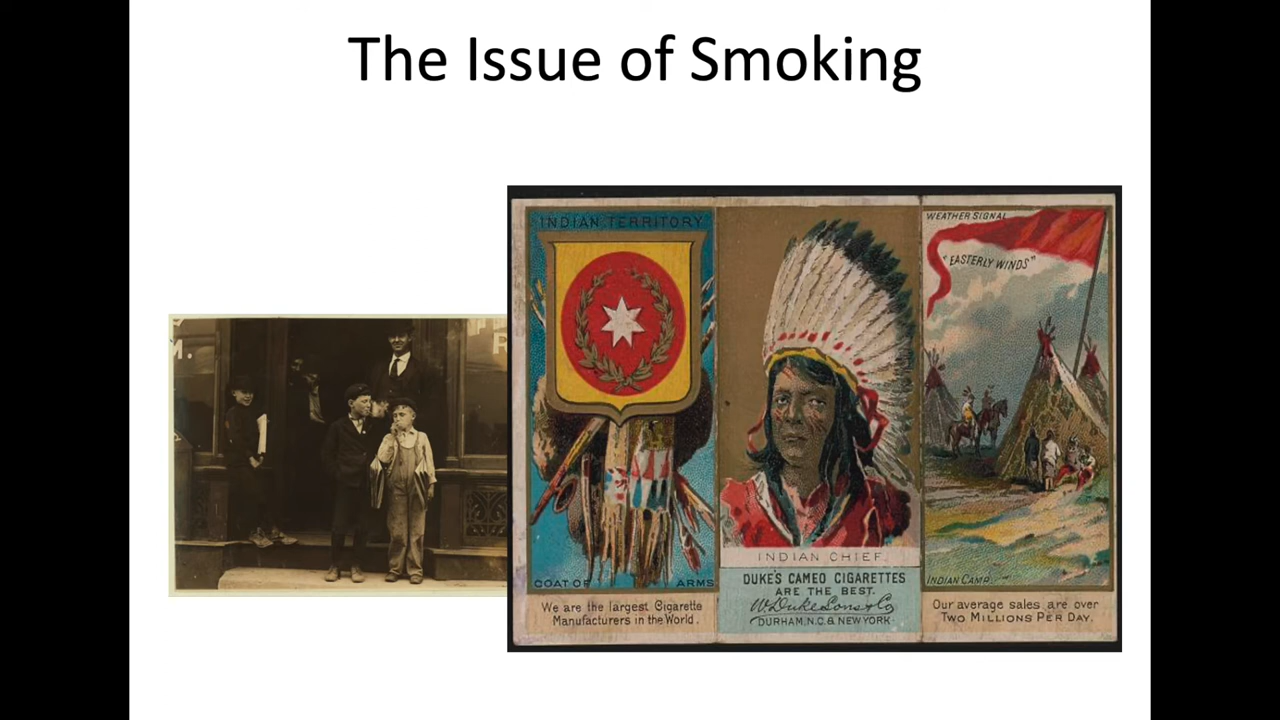 The Issue of Smoking
M.
R
INDIAN TERRITORY
COAT OF ARMS
We are the largest Cigarette
Manufacturers in the World.
INDIAN CHIEF.
DUKE'S CAMEO CIGARETTES
ARE THE BEST.
W. Duke Sons & Co
DURHAM, N.C. & NEW YORK
WEATHER SIGNAL
"EASTERLY WINDS"
INDIAN CAMP.
Our average sales are over
TWO MILLIONS PER DAY.